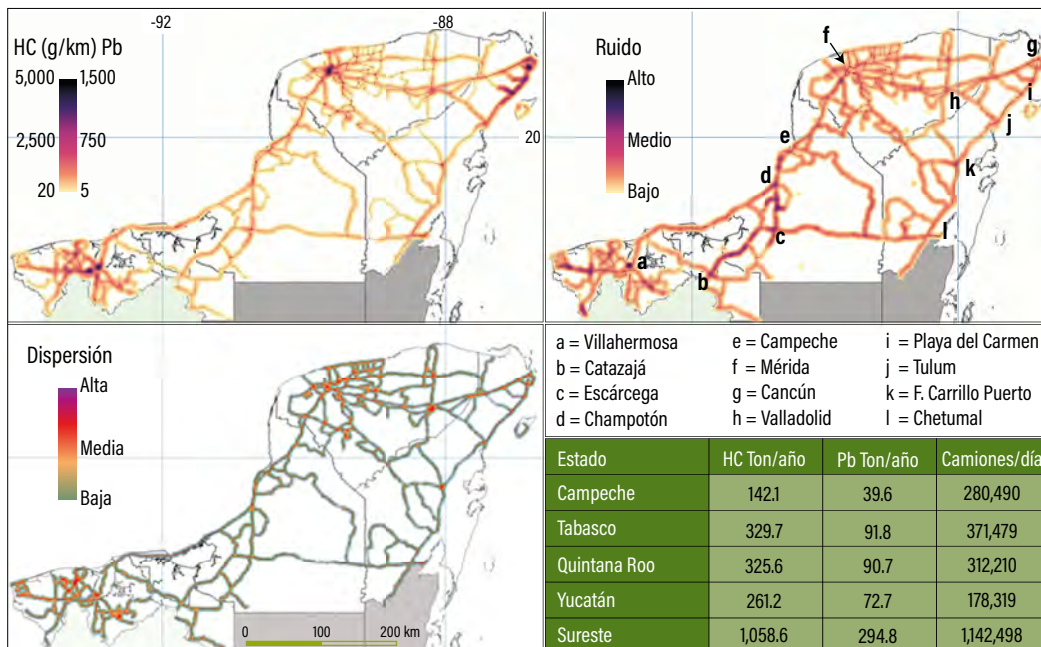 -92
-88
HC (g/km) Pb
5,000
1,500
2,500
750
20
5
20
Ruido
Alto
Medio
Bajo
f
g
h
i
j
e
k
d
c
l
a
b
Dispersión
Alta
Media
Baja
0 100 200 km
a = Villahermosa
b = Catazajá
c = Escárcega
d = Champotón
e = Campeche
f = Mérida
g = Cancún
h = Valladolid
i = Playa del Carmen
j = Tulum
k = F. Carrillo Puerto
l = Chetumal
Estado HC Ton/año Pb Ton/año Camiones/día
Campeche 142.1 39.6 280,490
Tabasco 329.7 91.8 371,479
Quintana Roo 325.6 90.7 312,210
Yucatán 261.2 72.7 178,319
Sureste 1,058.6 294.8 1,142,498